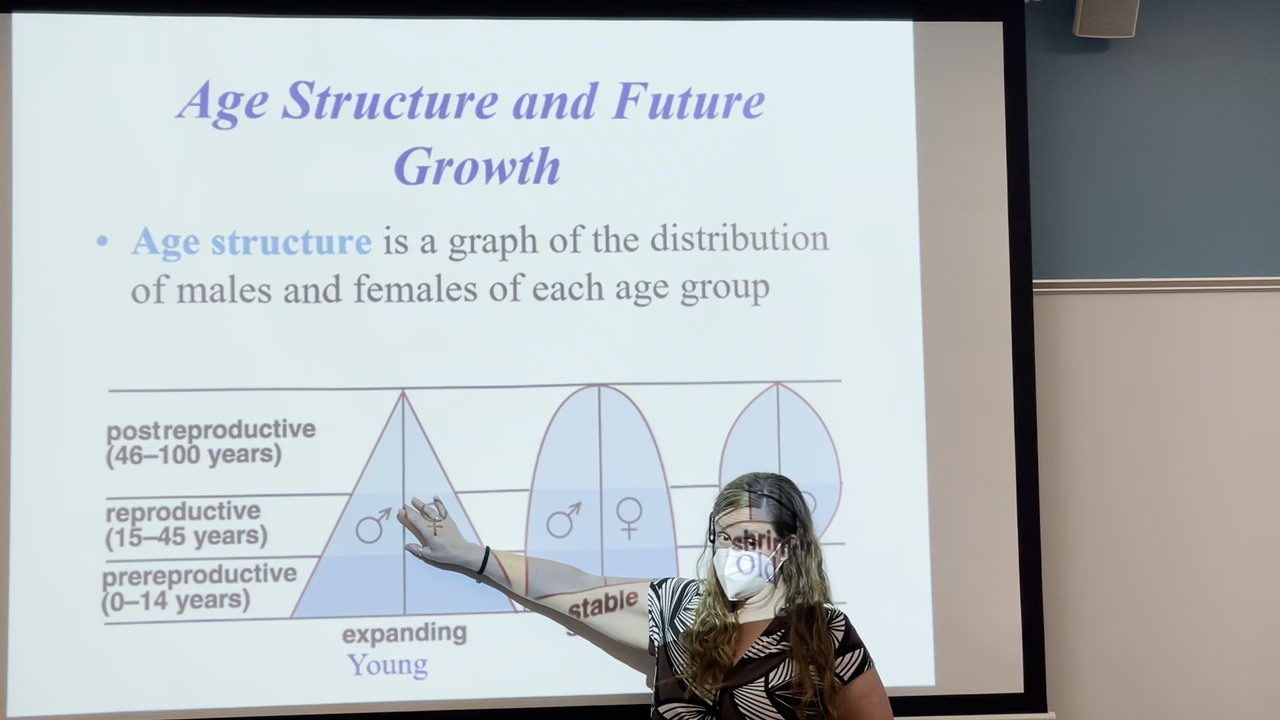 Age Structure and Future
Growth
• Age structure is a graph of the distribution
of males and females of each age group
postreproductive
(46–100 years)
reproductive
(15–45 years)
prereproductive
(0–14 years)
expanding
Young
stable
Old